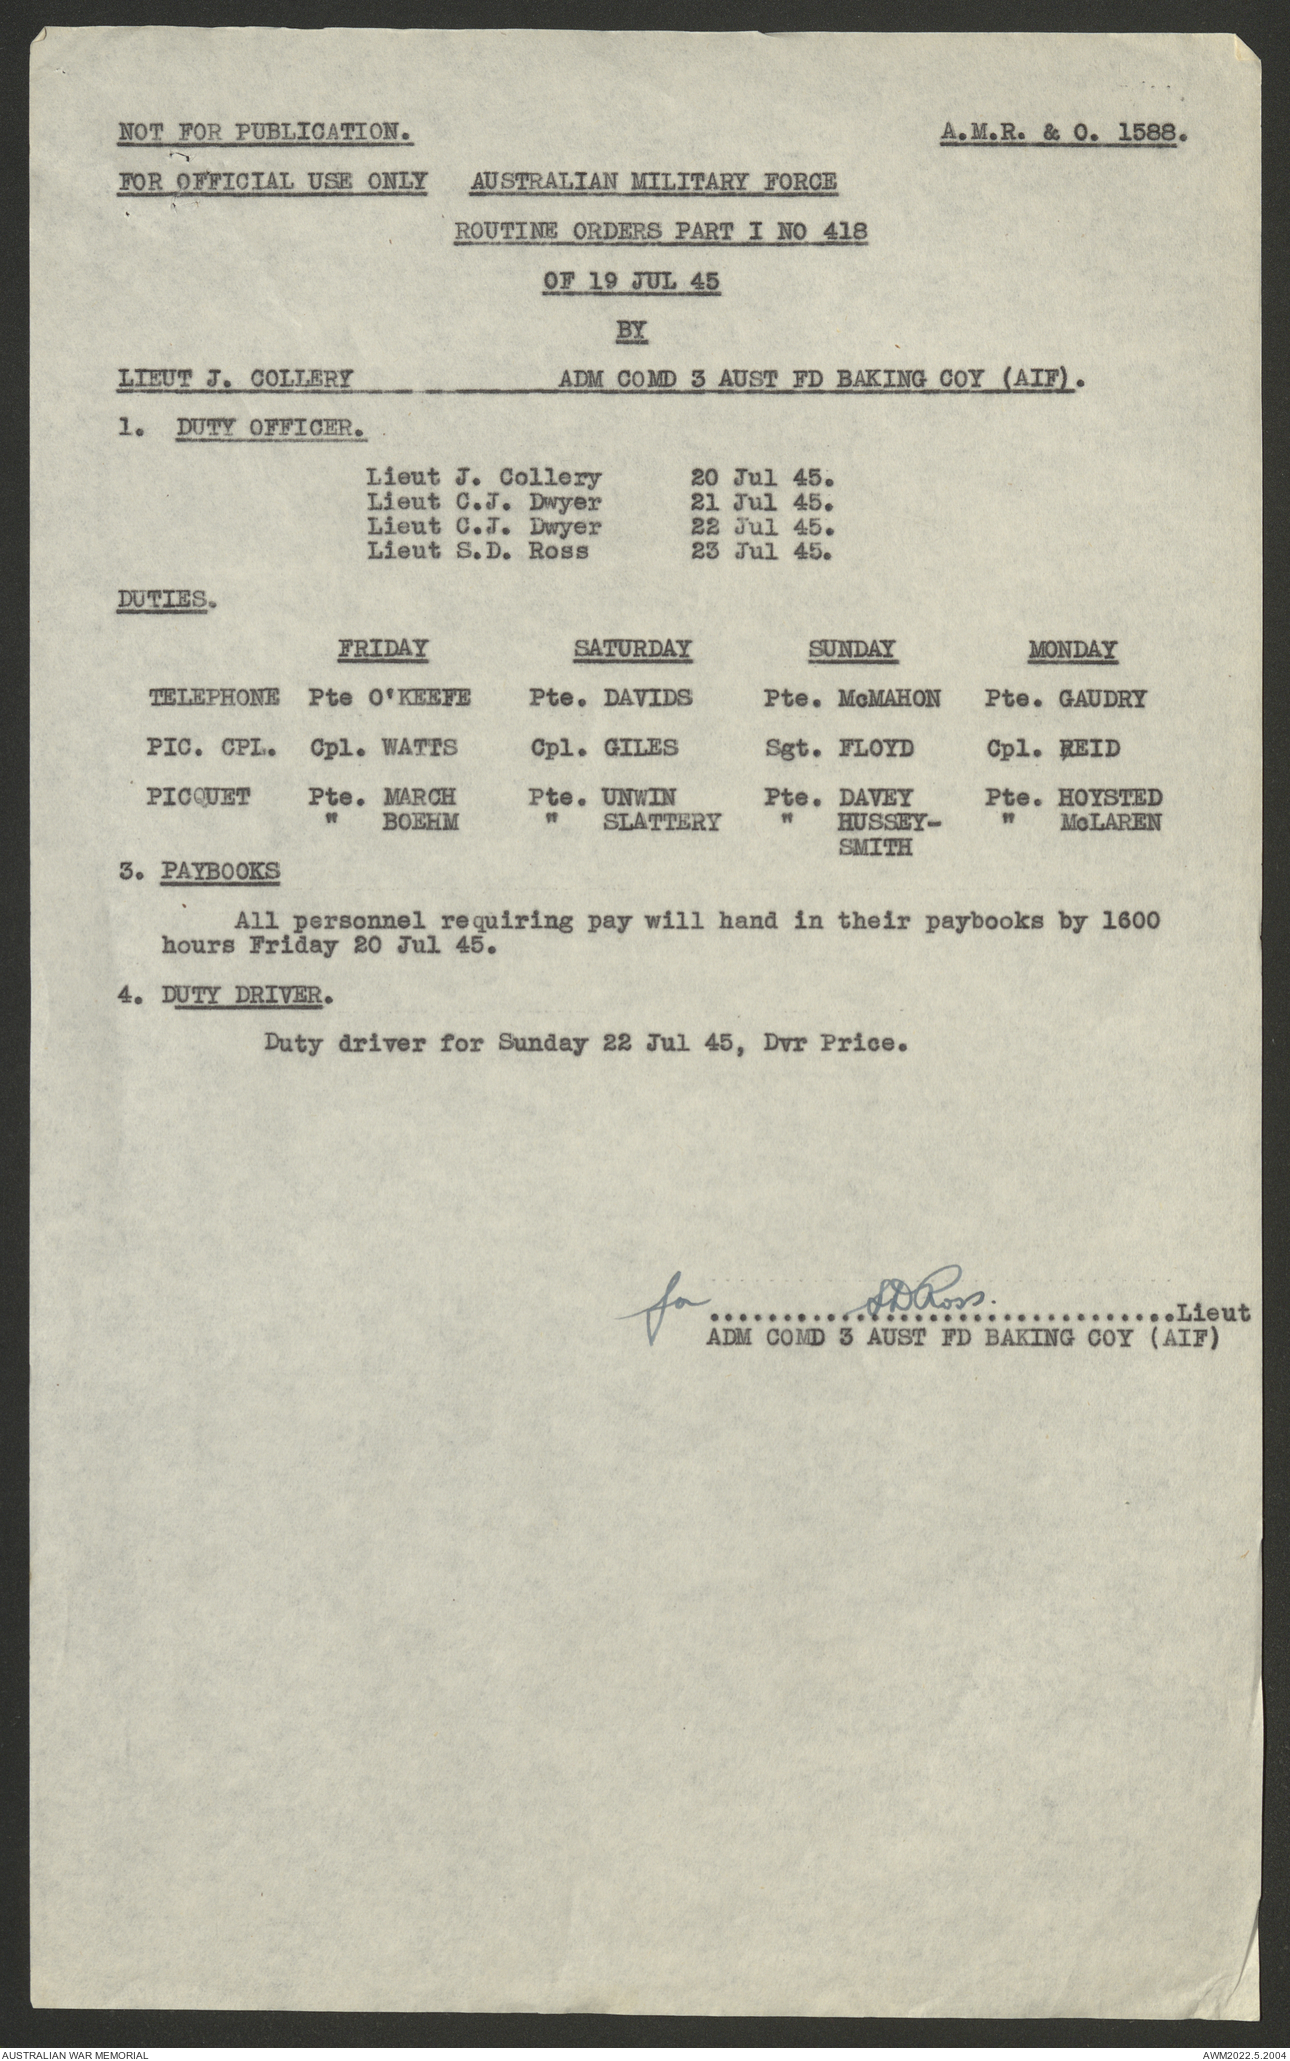 NOT FOR PUBLICATION. A.M.R. & O. 1588.
FOR OFFICIAL USE ONLY AUSTRALIAN MILITARY FORCE
ROUTINE ORDERS PART I NO 418
OF 19 JUL 45
BY
LIEUT J. COLLERY ADM COMD 3 AUST FD BAKING COY (AIF).
1. DUTY OFFICER.
Lieut J. Collery 20 Jul 45.
Lieut C.J. Dwyer 21 Jul 45.
Lieut C.J. Dwyer 22 Jul 45.
Lieut S.D. Ross 23 Jul 45.
DUTIES.
FRIDAY SATURDAY SUNDAY MONDAY
TELEPHONE Pte O'KEEFE Pte. DAVIDS Pte. McMAHON Pte. GAUDRY
PIC. CPL. Cpl. WATTS Cpl. GILES Sgt. FLOYD Cpl. REID
PICQUET Pte. MARCH Pte. UNWIN Pte. DAVEY Pte. HOYSTED
" BOEHM " SLATTERY " HUSSEY- " McLAREN
SMITH
3. PAYBOOKS
All personnel requiring pay will hand in their paybooks by 1600
hours Friday 20 Jul 45.
4. DUTY DRIVER.
Duty driver for Sunday 22 Jul 45, Dvr Price.
for SD Ross. ................................Lieut
ADM COMD 3 AUST FD BAKING COY (AIF)
AUSTRALIAN WAR MEMORIAL AWM2022.5.2004